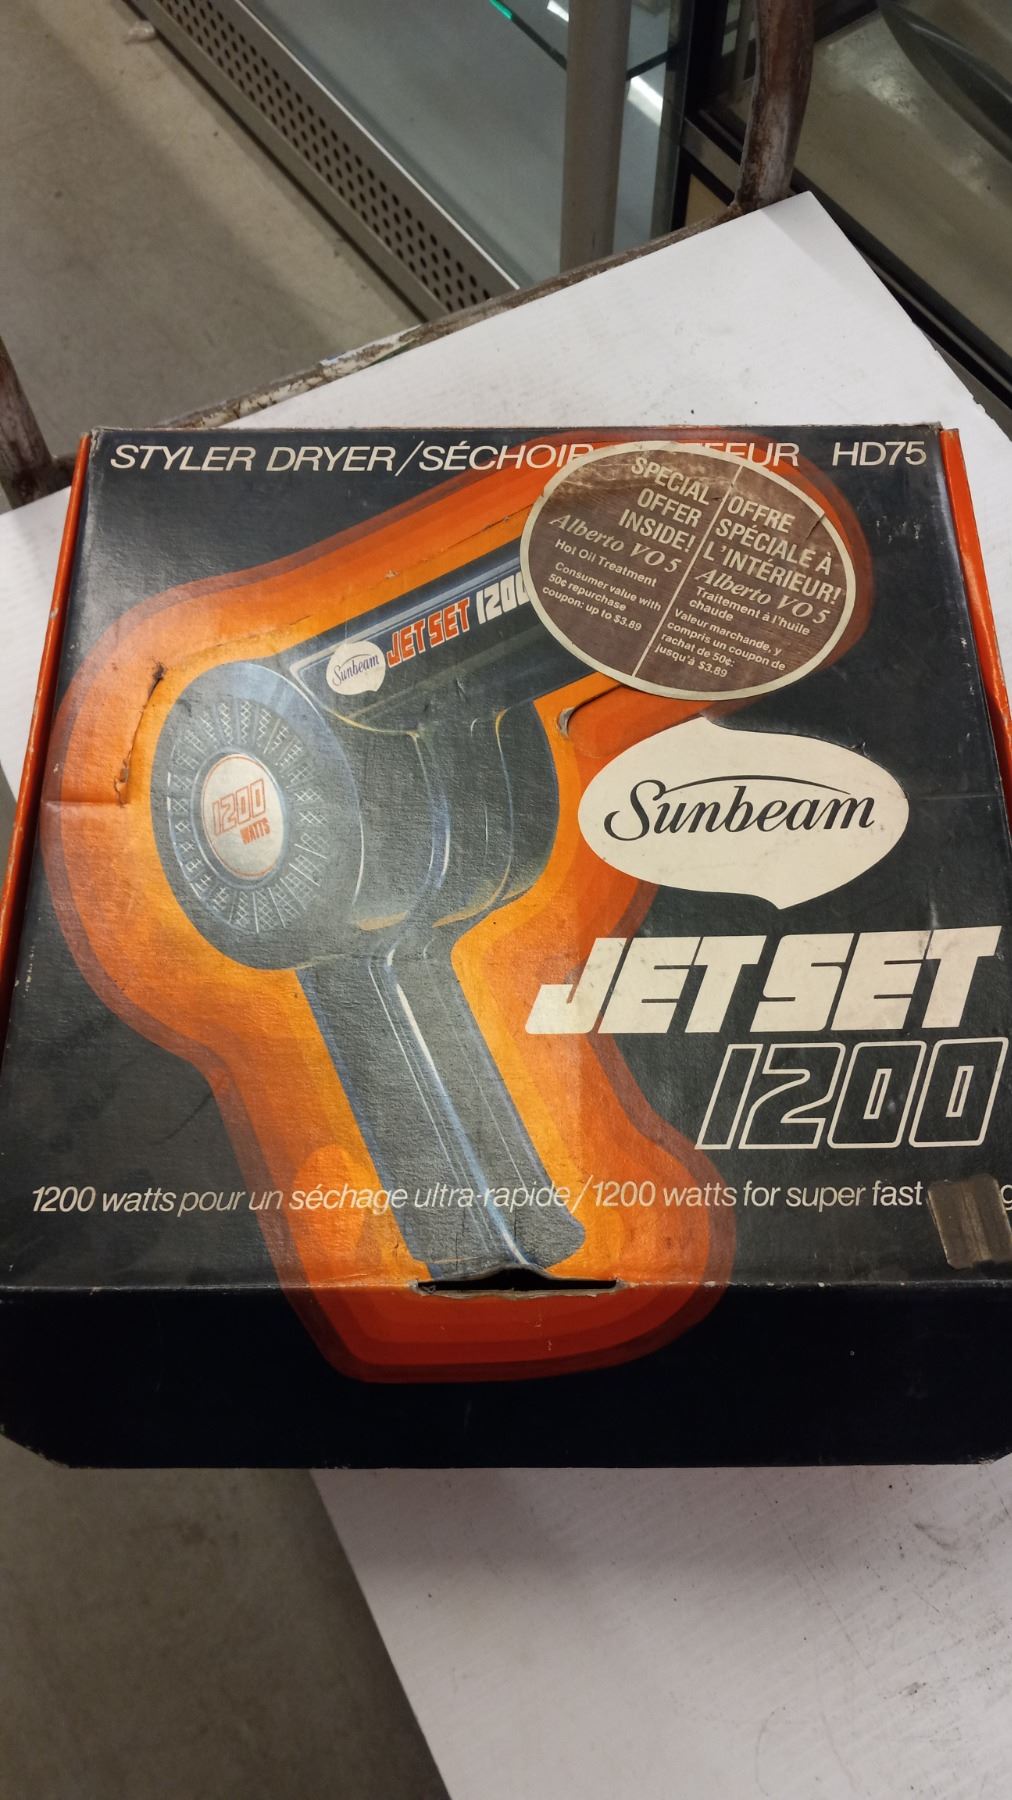 STYLER DRYER/SÉCHOIR HD75
SPECIAL
OFFER
INSIDE!
Alberto VO5
Hot Oil Treatment
Consumer value with
50¢ repurchase
coupon: up to $3.89
OFFRE
SPÉCIALE À
L'INTÉRIEUR!
Alberto VO5
Traitement à l'huile
chaude
Valeur marchande, y
compris un coupon de
rachat de 50¢:
jusqu'à $3.89
Sunbeam JET SET 1200
1200
WATTS
Sunbeam
JET SET
1200
1200 watts pour un séchage ultra-rapide/1200 watts for super fast